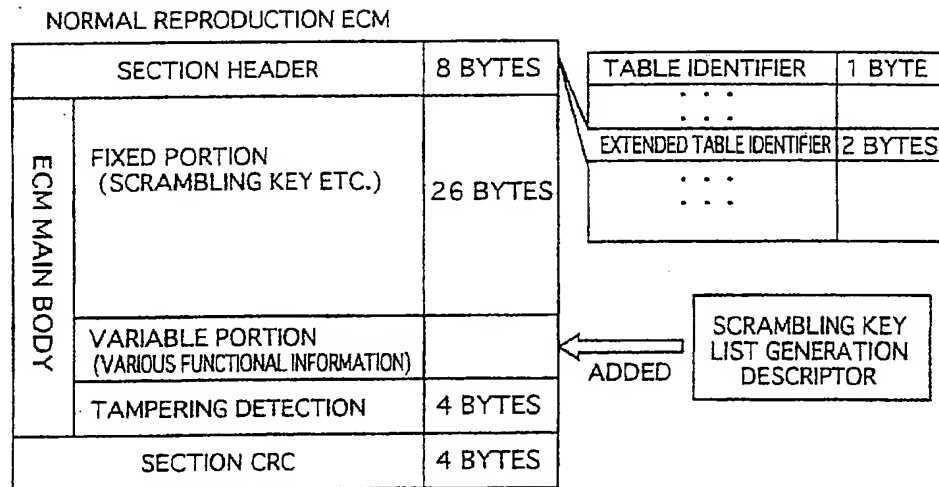 NORMAL REPRODUCTION ECM
SECTION HEADER 8 BYTES
ECM MAIN BODY
FIXED PORTION
(SCRAMBLING KEY ETC.)
26 BYTES
VARIABLE PORTION
(VARIOUS FUNCTIONAL INFORMATION)
TAMPERING DETECTION 4 BYTES
SECTION CRC 4 BYTES
TABLE IDENTIFIER 1 BYTE
EXTENDED TABLE IDENTIFIER 2 BYTES
ADDED
SCRAMBLING KEY
LIST GENERATION
DESCRIPTOR